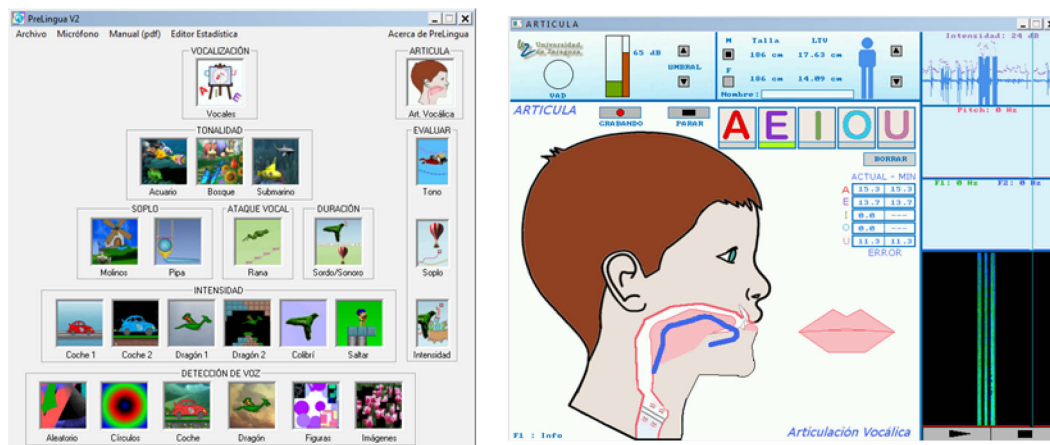 PreLingua V2
Archivo Micrófono Manual (pdf) Editor Estadística Acerca de PreLingua
VOCALIZACIÓN
Vocales
ARTICULA
Art. Vocálica
TONALIDAD
Acuario Bosque Submarino
EVALUAR
Tono
SOPLO
Molinos Pipa
ATAQUE VOCAL
Rana
DURACIÓN
Sordo/Sonoro
Soplo
INTENSIDAD
Coche 1 Coche 2 Dragón 1 Dragón 2 Colibrí Saltar
Intensidad
DETECCIÓN DE VOZ
Aleatorio Círculos Coche Dragón Figuras Imágenes
ARTICULA
Universidad
de Zaragoza
VAD
65 dB
UMBRAL
M Talla LTV
186 cm 17.63 cm
F
186 cm 14.09 cm
Nombre:
Intensidad: 24 dB
Pitch: 0 Hz
F1: 0 Hz F2: 0 Hz
ARTICULA
GRABANDO
PARAR
A E I O U
BORRAR
ACTUAL - MIN
A 15.3 15.3
E 13.7 13.7
I 0.0 ---
O 0.0 ---
U 11.3 11.3
ERROR
F1 : Info
Articulación Vocálica